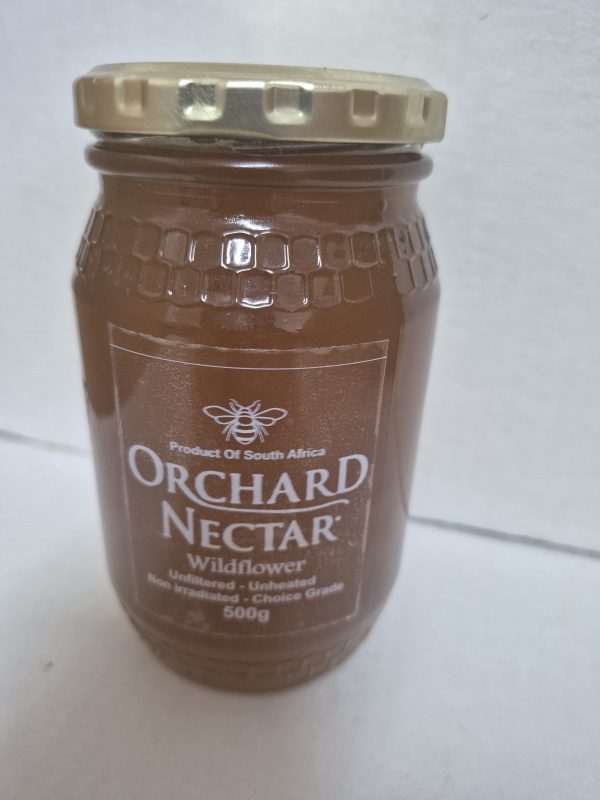 Product Of South Africa
ORCHARD
NECTAR
Wildflower
Unfiltered - Unheated
Non irradiated - Choice Grade
500g